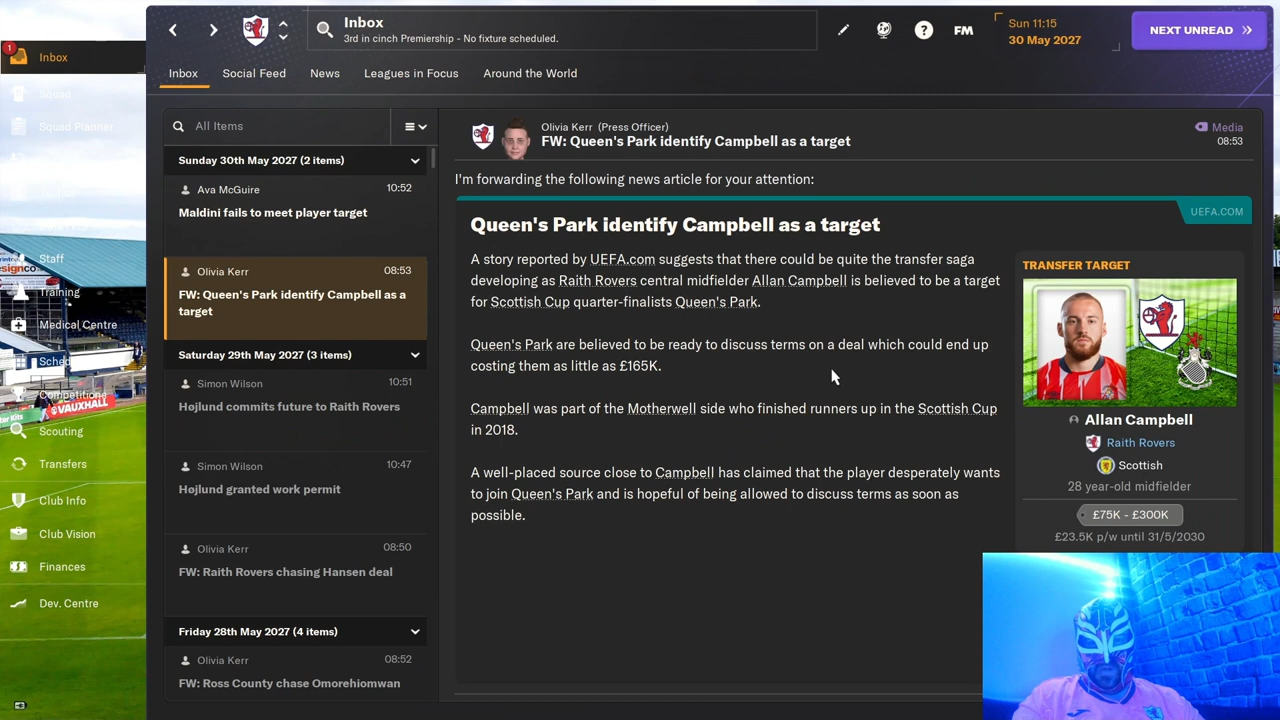 Inbox
3rd in cinch Premiership - No fixture scheduled.
FM
Sun 11:15
30 May 2027
NEXT UNREAD
1
Inbox
Squad
Squad Planner
Staff
Training
Medical Centre
Sched
Competitions
Scouting
Transfers
Club Info
Club Vision
Finances
Dev. Centre
VAUXHALL
Inbox
Social Feed
News
Leagues in Focus
Around the World
All Items
Sunday 30th May 2027 (2 items)
Ava McGuire
10:52
Maldini fails to meet player target
Olivia Kerr
08:53
FW: Queen's Park identify Campbell as a
target
Saturday 29th May 2027 (3 items)
Simon Wilson
10:51
Højlund commits future to Raith Rovers
Simon Wilson
10:47
Højlund granted work permit
Olivia Kerr
08:50
FW: Raith Rovers chasing Hansen deal
Friday 28th May 2027 (4 items)
Olivia Kerr
08:52
FW: Ross County chase Omorehiomwan
Olivia Kerr (Press Officer)
FW: Queen's Park identify Campbell as a target
Media
08:53
I'm forwarding the following news article for your attention:
UEFA.COM
Queen's Park identify Campbell as a target
A story reported by UEFA.com suggests that there could be quite the transfer saga
developing as Raith Rovers central midfielder Allan Campbell is believed to be a target
for Scottish Cup quarter-finalists Queen's Park.
Queen's Park are believed to be ready to discuss terms on a deal which could end up
costing them as little as £165K.
Campbell was part of the Motherwell side who finished runners up in the Scottish Cup
in 2018.
A well-placed source close to Campbell has claimed that the player desperately wants
to join Queen's Park and is hopeful of being allowed to discuss terms as soon as
possible.
TRANSFER TARGET
Allan Campbell
Raith Rovers
Scottish
28 year-old midfielder
£75K - £300K
£23.5K p/w until 31/5/2030